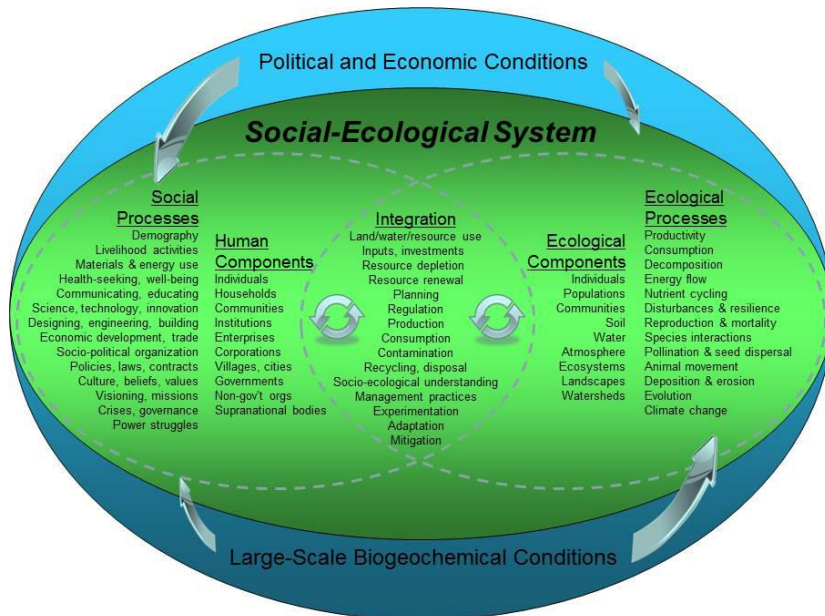 Political and Economic Conditions
Social-Ecological System
Social
Processes
Demography
Livelihood activities
Materials & energy use
Health-seeking, well-being
Communicating, educating
Science, technology, innovation
Designing, engineering, building
Economic development, trade
Socio-political organization
Policies, laws, contracts
Culture, beliefs, values
Visioning, missions
Crises, governance
Power struggles
Human
Components
Individuals
Households
Communities
Institutions
Enterprises
Corporations
Villages, cities
Governments
Non-gov't orgs
Supranational bodies
Integration
Land/water/resource use
Inputs, investments
Resource depletion
Resource renewal
Planning
Regulation
Production
Consumption
Contamination
Recycling, disposal
Socio-ecological understanding
Management practices
Experimentation
Adaptation
Mitigation
Ecological
Components
Individuals
Populations
Communities
Soil
Water
Atmosphere
Ecosystems
Landscapes
Watersheds
Ecological
Processes
Productivity
Consumption
Decomposition
Energy flow
Nutrient cycling
Disturbances & resilience
Reproduction & mortality
Species interactions
Pollination & seed dispersal
Animal movement
Deposition & erosion
Evolution
Climate change
Large-Scale Biogeochemical Conditions